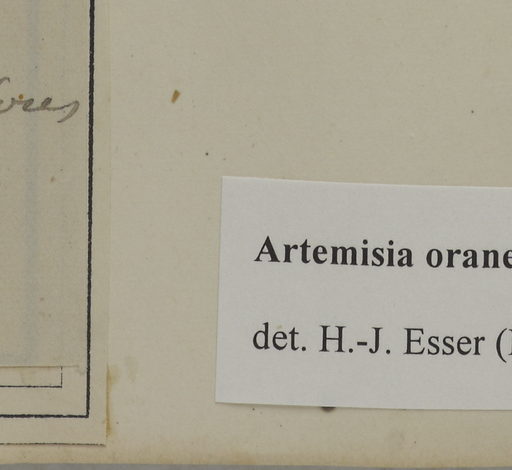 Artemisia orane
det. H.-J. Esser (